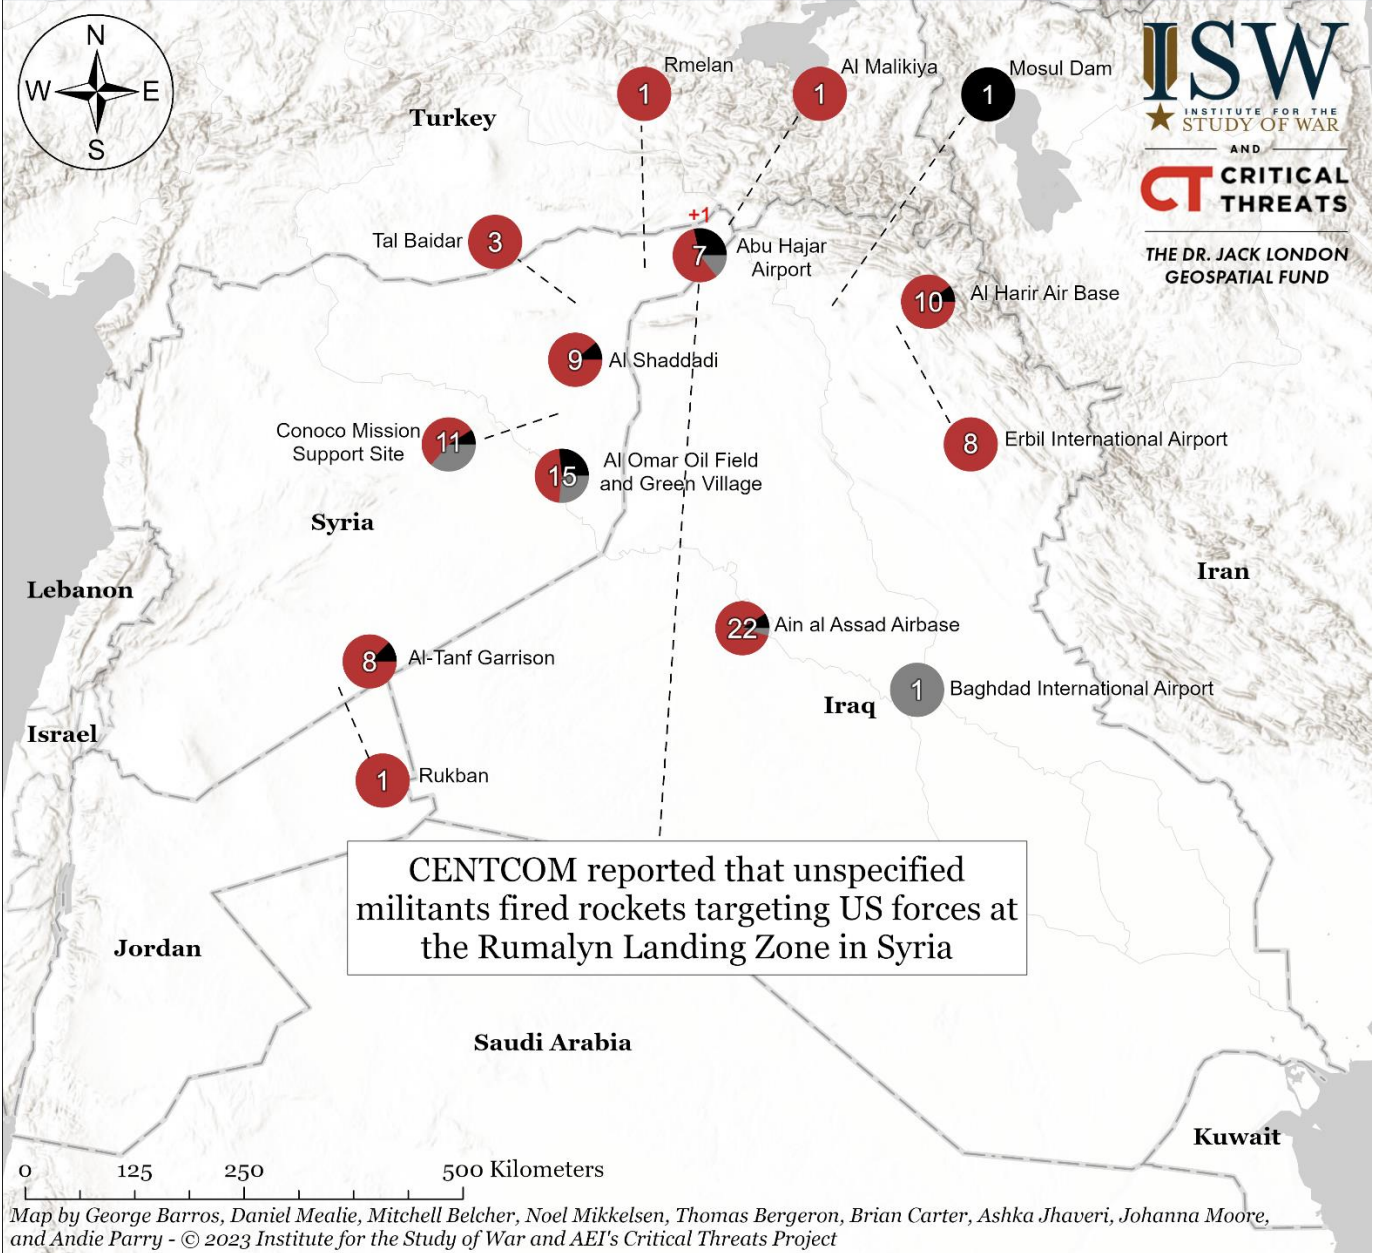 N
W
E
S
Rmelan
1
Al Malikiya
1
Mosul Dam
1
ISW
INSTITUTE FOR THE
STUDY OF WAR
AND
CT CRITICAL
THREATS
THE DR. JACK LONDON
GEOSPATIAL FUND
Turkey
+1
Tal Baidar
3
7
Abu Hajar
Airport
10
Al Harir Air Base
9
Al Shaddadi
Conoco Mission
Support Site
11
8
Erbil International Airport
15
Al Omar Oil Field
and Green Village
Syria
Iran
Lebanon
22
Ain al Assad Airbase
8
Al-Tanf Garrison
1
Baghdad International Airport
Iraq
Israel
1
Rukban
CENTCOM reported that unspecified
militants fired rockets targeting US forces at
the Rumalyn Landing Zone in Syria
Jordan
Saudi Arabia
Kuwait
0 125 250 500 Kilometers
Map by George Barros, Daniel Mealie, Mitchell Belcher, Noel Mikkelsen, Thomas Bergeron, Brian Carter, Ashka Jhaveri, Johanna Moore,
and Andie Parry - © 2023 Institute for the Study of War and AEI's Critical Threats Project